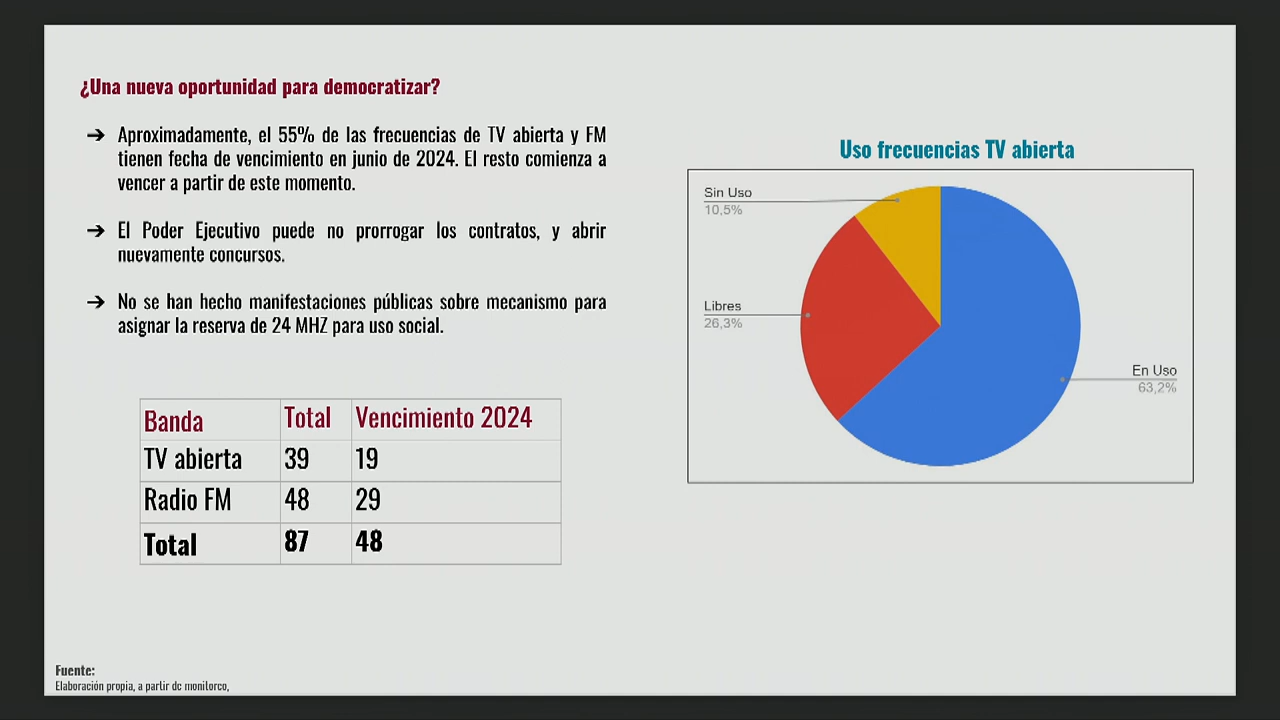 ¿Una nueva oportunidad para democratizar?
➔ Aproximadamente, el 55% de las frecuencias de TV abierta y FM
tienen fecha de vencimiento en junio de 2024. El resto comienza a
vencer a partir de este momento.
➔ El Poder Ejecutivo puede no prorrogar los contratos, y abrir
nuevamente concursos.
➔ No se han hecho manifestaciones públicas sobre mecanismo para
asignar la reserva de 24 MHZ para uso social.
Banda Total Vencimiento 2024
TV abierta 39 19
Radio FM 48 29
Total 87 48
Uso frecuencias TV abierta
Sin Uso
10,5%
Libres
26,3%
En Uso
63,2%
Fuente:
Elaboración propia, a partir de monitoreo,